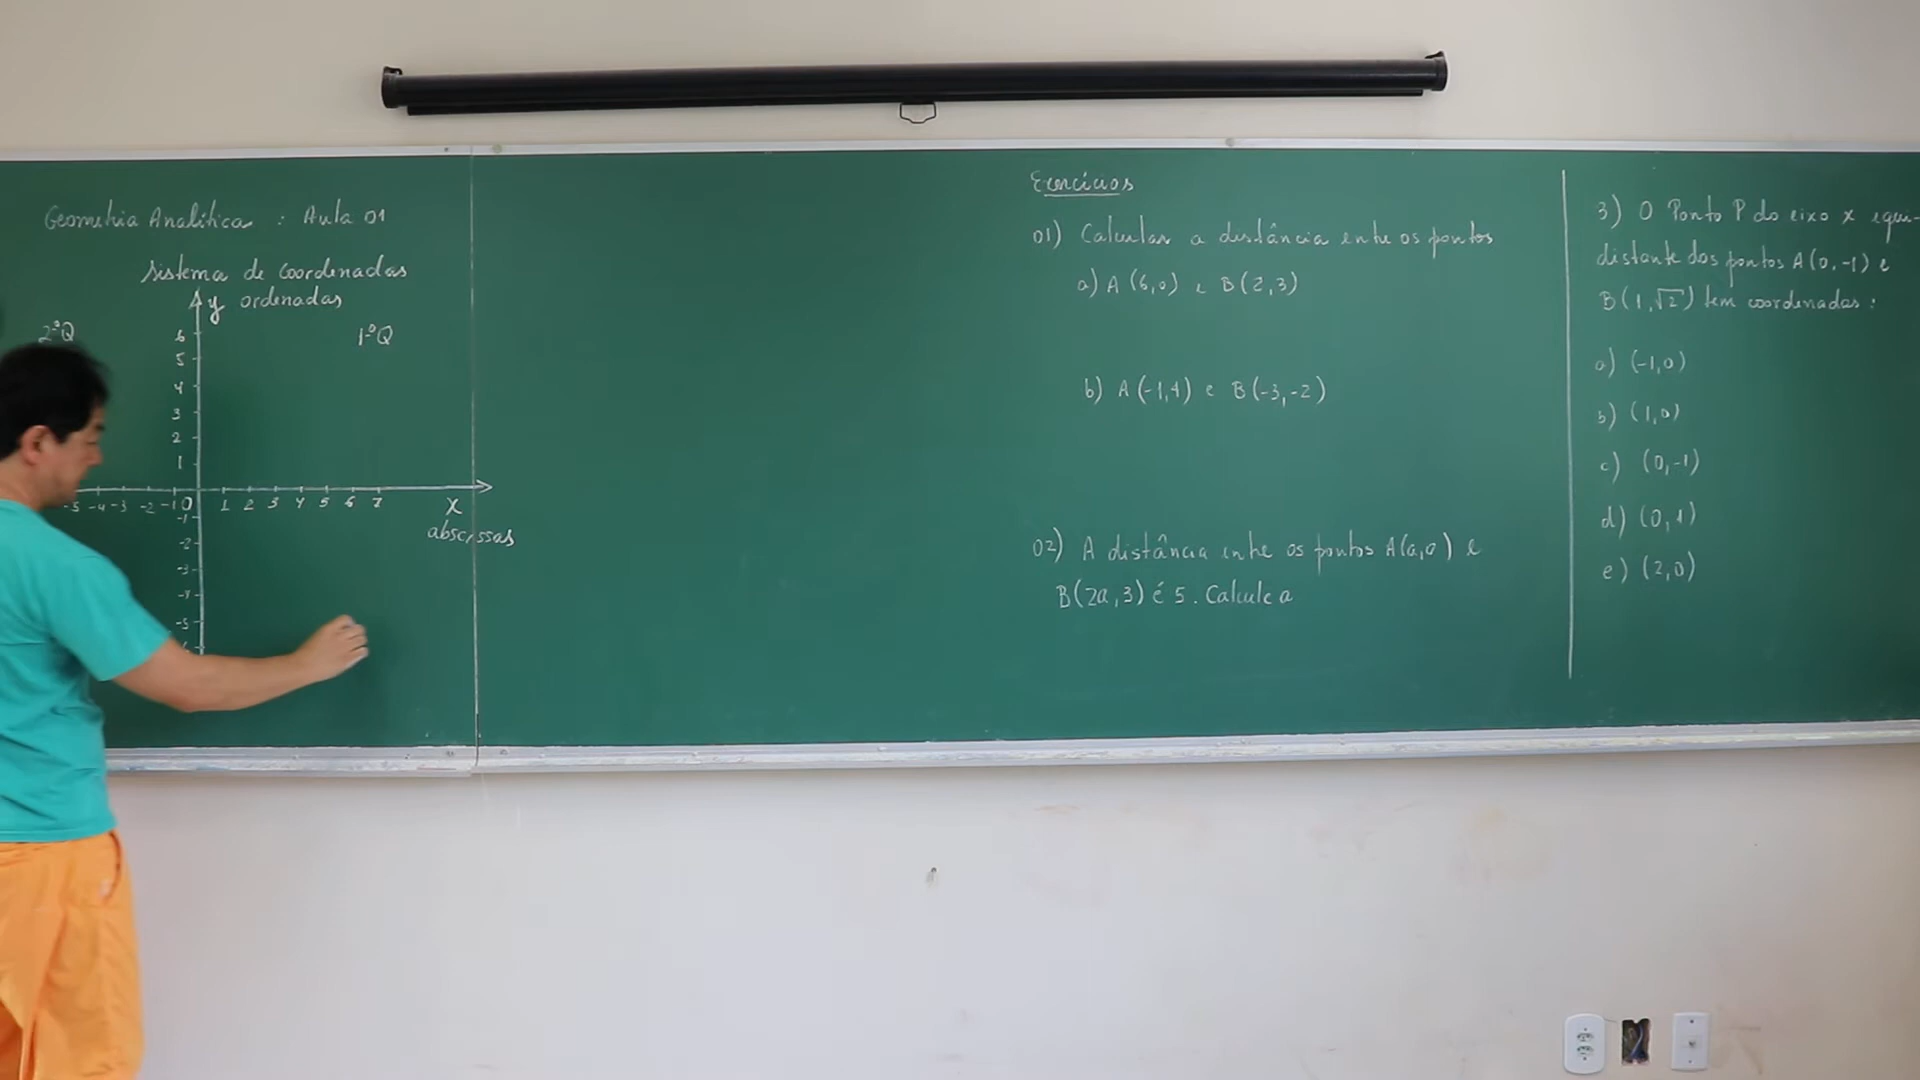 Geometria Analítica : Aula 01
Sistema de Coordenadas
y ordenadas
2ºQ
1ºQ
6
5
4
3
2
1
-5 -4 -3 -2 -1 0 1 2 3 4 5 6 7
x
abscissas
-1
-2
-3
-4
-5
Exercícios
01) Calcular a distância entre os pontos
a) A (6,0) e B(2,3)
b) A (-1,4) e B(-3,-2)
02) A distância entre os pontos A(a,0) e
B(2a,3) é 5. Calcule a
3) O Ponto P do eixo x equi-
distante dos pontos A(0,-1) e
B(1,√2) tem coordenadas:
a) (-1,0)
b) (1,0)
c) (0,-1)
d) (0,1)
e) (2,0)